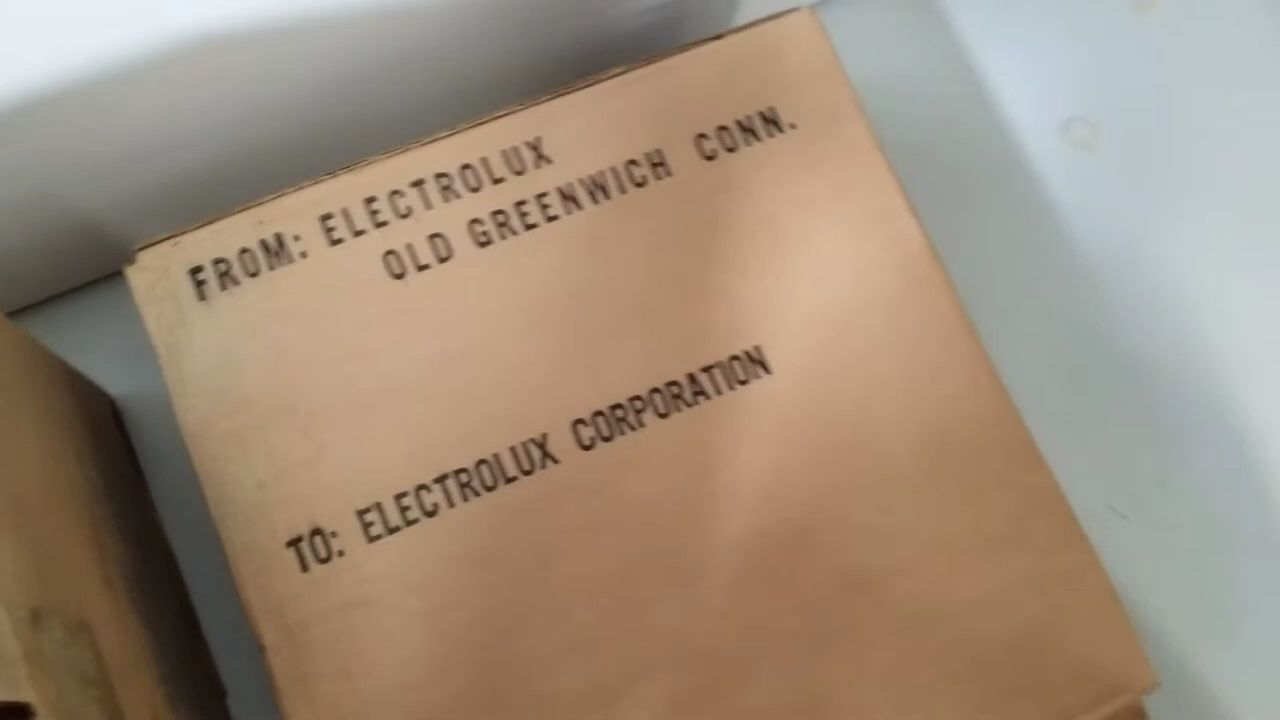 FROM: ELECTROLUX
OLD GREENWICH CONN.
TO: ELECTROLUX CORPORATION